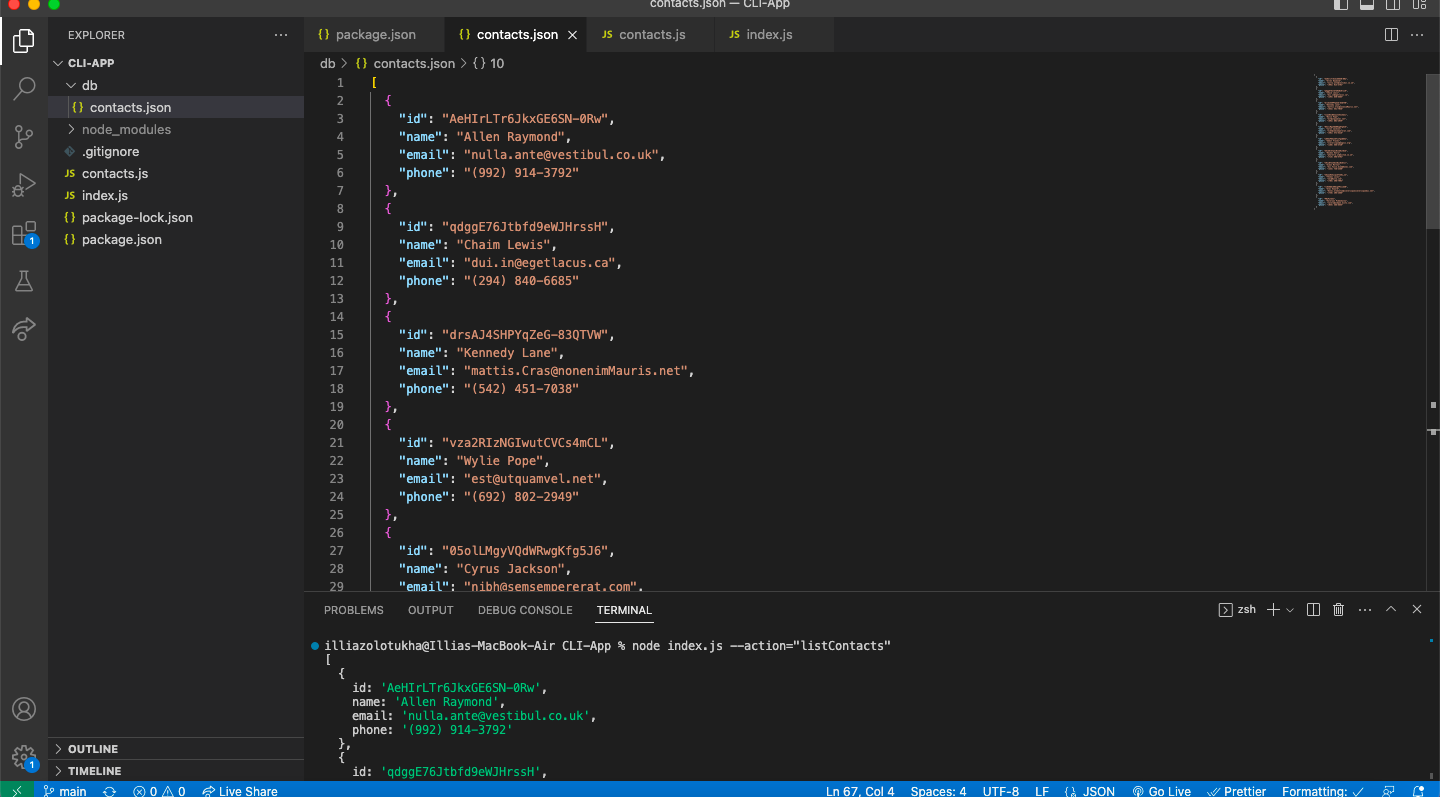 contacts.json — CLI-App
EXPLORER
CLI-APP
db
{} contacts.json
node_modules
.gitignore
JS contacts.js
JS index.js
{} package-lock.json
{} package.json
OUTLINE
TIMELINE
1
1
{} package.json
{} contacts.json
JS contacts.js
JS index.js
db > {} contacts.json > {} 10
1 [
2 {
3 "id": "AeHIrLTr6JkxGE6SN-0Rw",
4 "name": "Allen Raymond",
5 "email": "nulla.ante@vestibul.co.uk",
6 "phone": "(992) 914-3792"
7 },
8 {
9 "id": "qdggE76Jtbfd9eWJHrssH",
10 "name": "Chaim Lewis",
11 "email": "dui.in@egetlacus.ca",
12 "phone": "(294) 840-6685"
13 },
14 {
15 "id": "drsAJ4SHPYqZeG-83QTVW",
16 "name": "Kennedy Lane",
17 "email": "mattis.Cras@nonenimMauris.net",
18 "phone": "(542) 451-7038"
19 },
20 {
21 "id": "vza2RIzNGIwutCVCs4mCL",
22 "name": "Wylie Pope",
23 "email": "est@utquamvel.net",
24 "phone": "(692) 802-2949"
25 },
26 {
27 "id": "05olLMgyVQdWRwgKfg5J6",
28 "name": "Cyrus Jackson",
29 "email": "nibh@semsempererat.com",
PROBLEMS OUTPUT DEBUG CONSOLE TERMINAL
zsh
illiazolotukha@Illias-MacBook-Air CLI-App % node index.js --action="listContacts"
[
{
id: 'AeHIrLTr6JkxGE6SN-0Rw',
name: 'Allen Raymond',
email: 'nulla.ante@vestibul.co.uk',
phone: '(992) 914-3792'
},
{
id: 'qdggE76Jtbfd9eWJHrssH',
main 0 0 Live Share Ln 67, Col 4 Spaces: 4 UTF-8 LF {} JSON Go Live Prettier Formatting: ✓